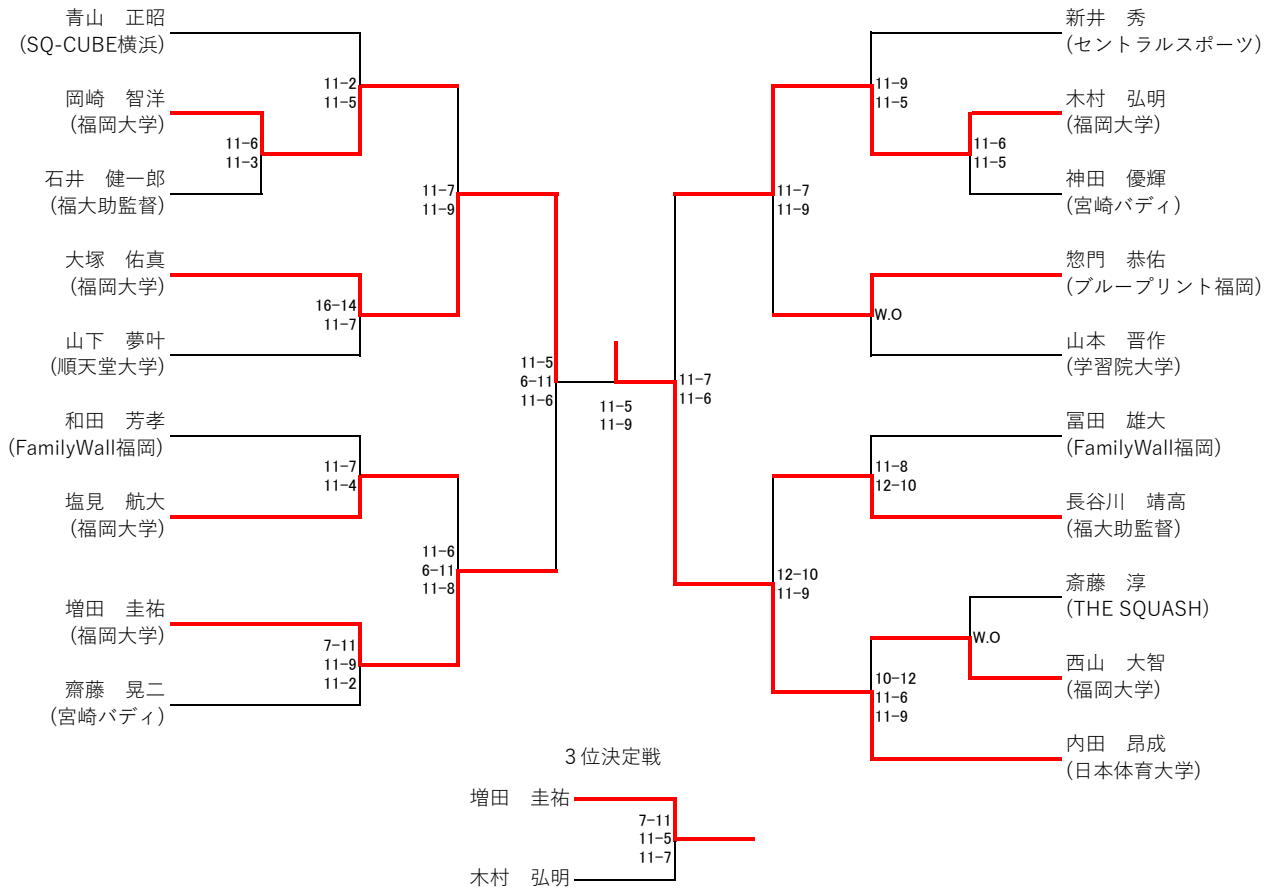 青山　正昭
(SQ-CUBE横浜)
岡崎　智洋
(福岡大学)
石井　健一郎
(福大助監督)
大塚　佑真
(福岡大学)
山下　夢叶
(順天堂大学)
和田　芳孝
(FamilyWall福岡)
塩見　航大
(福岡大学)
増田　圭祐
(福岡大学)
齋藤　晃二
(宮崎バディ)
11-6
11-3
11-2
11-5
16-14
11-7
11-7
11-4
7-11
11-9
11-2
11-7
11-9
11-6
6-11
11-8
11-5
6-11
11-6
11-5
11-9
11-7
11-6
11-7
11-9
12-10
11-9
11-9
11-5
W.O
11-8
12-10
10-12
11-6
11-9
11-6
11-5
W.O
新井　秀
(セントラルスポーツ)
木村　弘明
(福岡大学)
神田　優輝
(宮崎バディ)
惣門　恭佑
(ブループリント福岡)
山本　晋作
(学習院大学)
冨田　雄大
(FamilyWall福岡)
長谷川　靖高
(福大助監督)
斎藤　淳
(THE SQUASH)
西山　大智
(福岡大学)
内田　昂成
(日本体育大学)
３位決定戦
増田　圭祐
7-11
11-5
11-7
木村　弘明